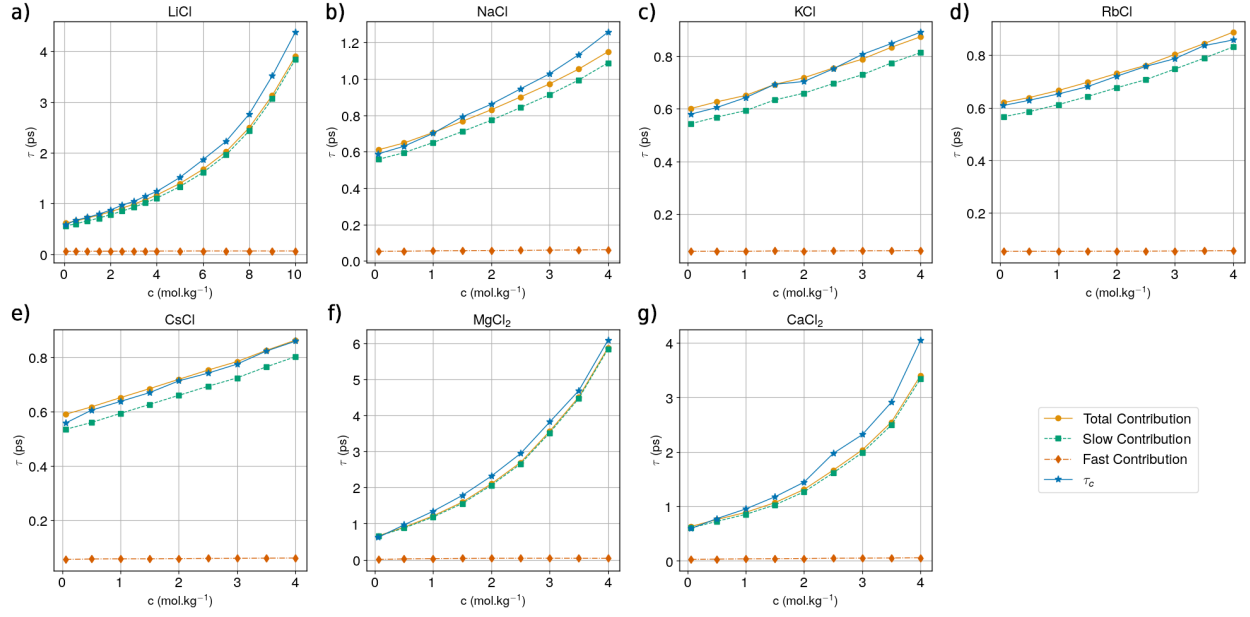 a)
LiCl
τ (ps)
4
3
2
1
0
0
2
4
6
8
10
c (mol.kg⁻¹)
b)
NaCl
τ (ps)
1.2
1.0
0.8
0.6
0.4
0.2
0.0
0
1
2
3
4
c (mol.kg⁻¹)
c)
KCl
τ (ps)
0.8
0.6
0.4
0.2
0
1
2
3
4
c (mol.kg⁻¹)
d)
RbCl
τ (ps)
0.8
0.6
0.4
0.2
0
1
2
3
4
c (mol.kg⁻¹)
e)
CsCl
τ (ps)
0.8
0.6
0.4
0.2
0
1
2
3
4
c (mol.kg⁻¹)
f)
MgCl₂
τ (ps)
6
5
4
3
2
1
0
0
1
2
3
4
c (mol.kg⁻¹)
g)
CaCl₂
τ (ps)
4
3
2
1
0
0
1
2
3
4
c (mol.kg⁻¹)
Total Contribution
Slow Contribution
Fast Contribution
τ_c